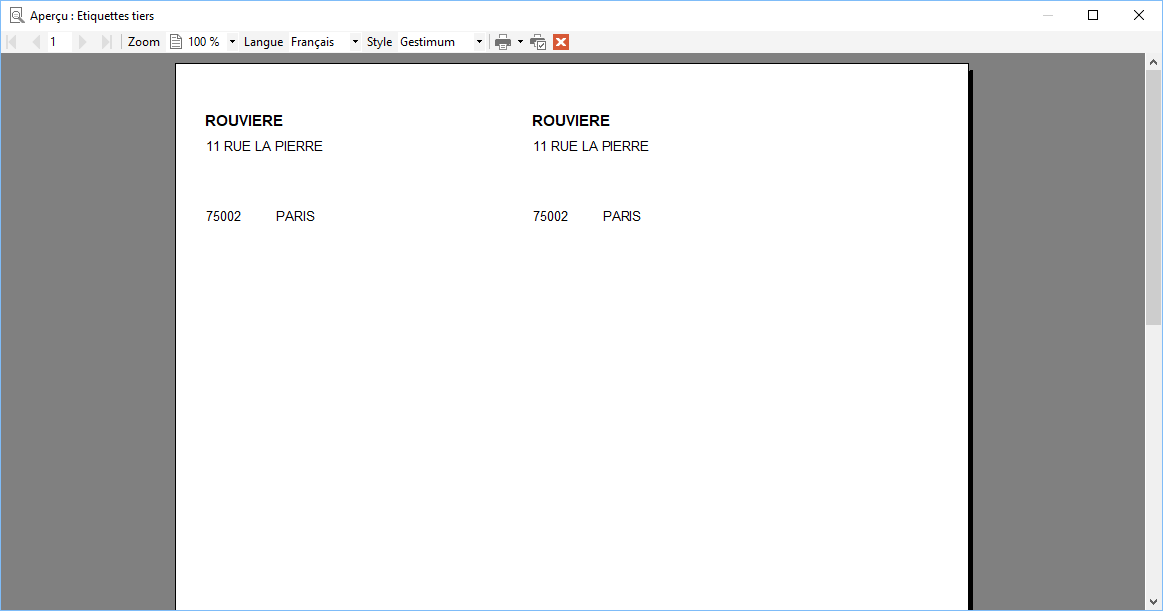 Aperçu : Etiquettes tiers
1 Zoom 100 % Langue Français Style Gestimum
ROUVIERE ROUVIERE
11 RUE LA PIERRE 11 RUE LA PIERRE
75002 PARIS 75002 PARIS